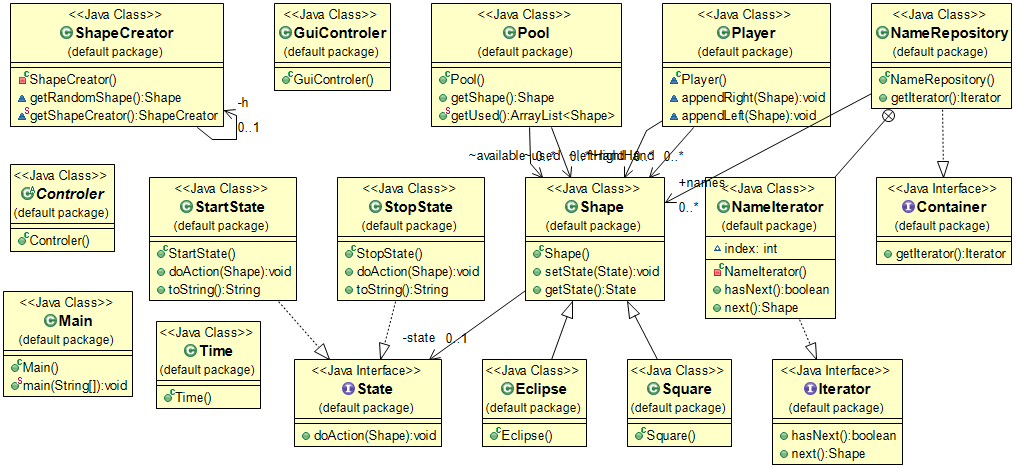 <<Java Class>>
ShapeCreator
(default package)
ShapeCreator()
getRandomShape():Shape
getShapeCreator():ShapeCreator
-h
0..1
<<Java Class>>
GuiControler
(default package)
GuiControler()
<<Java Class>>
Pool
(default package)
Pool()
getShape():Shape
getUsed():ArrayList<Shape>
<<Java Class>>
Player
(default package)
Player()
appendRight(Shape):void
appendLeft(Shape):void
<<Java Class>>
NameRepository
(default package)
NameRepository()
getIterator():Iterator
~available
~used
0..*
0..*
+names
0..*
<<Java Class>>
Controler
(default package)
Controler()
<<Java Class>>
StartState
(default package)
StartState()
doAction(Shape):void
toString():String
<<Java Class>>
StopState
(default package)
StopState()
doAction(Shape):void
toString():String
<<Java Class>>
Shape
(default package)
Shape()
setState(State):void
getState():State
<<Java Class>>
NameIterator
(default package)
index: int
NameIterator()
hasNext():boolean
next():Shape
<<Java Interface>>
Container
(default package)
getIterator():Iterator
<<Java Class>>
Main
(default package)
Main()
main(String[]):void
<<Java Class>>
Time
(default package)
Time()
-state 0..1
<<Java Interface>>
State
(default package)
doAction(Shape):void
<<Java Class>>
Eclipse
(default package)
Eclipse()
<<Java Class>>
Square
(default package)
Square()
<<Java Interface>>
Iterator
(default package)
hasNext():boolean
next():Shape